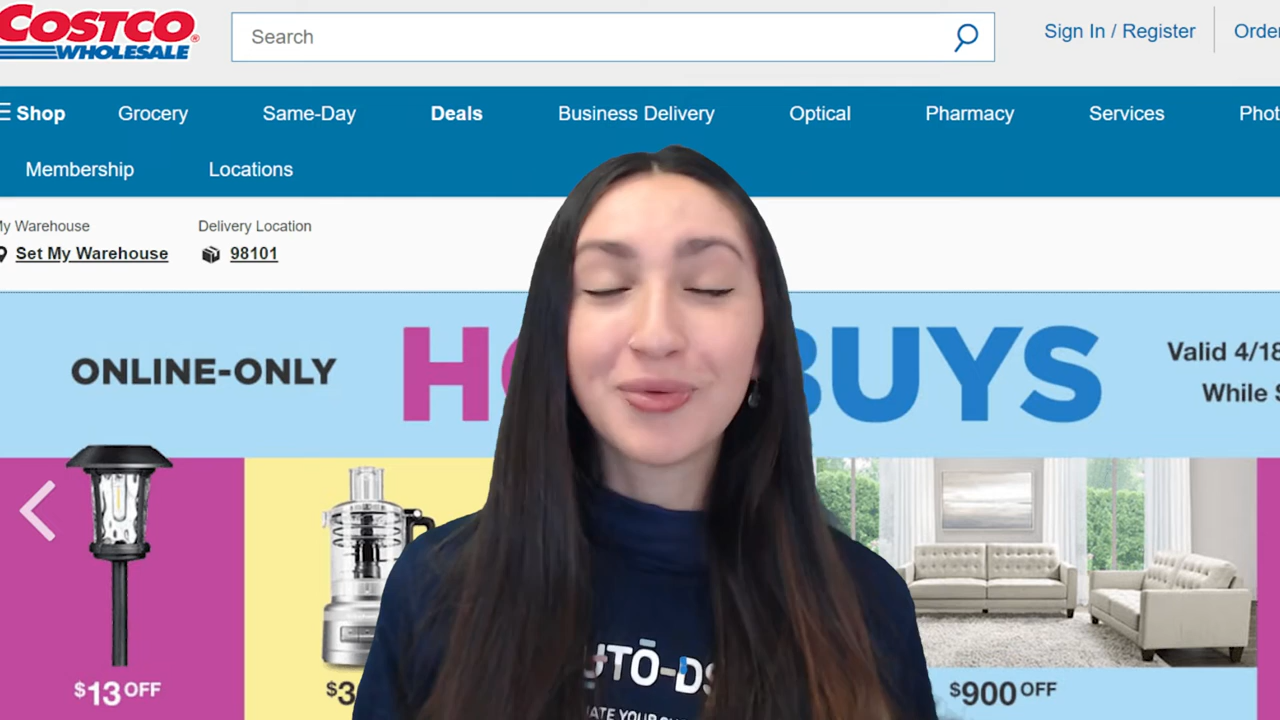 COSTCO
WHOLESALE
Search
Sign In / Register
Shop
Grocery
Same-Day
Deals
Business Delivery
Optical
Pharmacy
Services
Membership
Locations
My Warehouse
Delivery Location
Set My Warehouse
98101
ONLINE-ONLY
BUYS
Valid 4/18
While
$13 OFF
$900 OFF